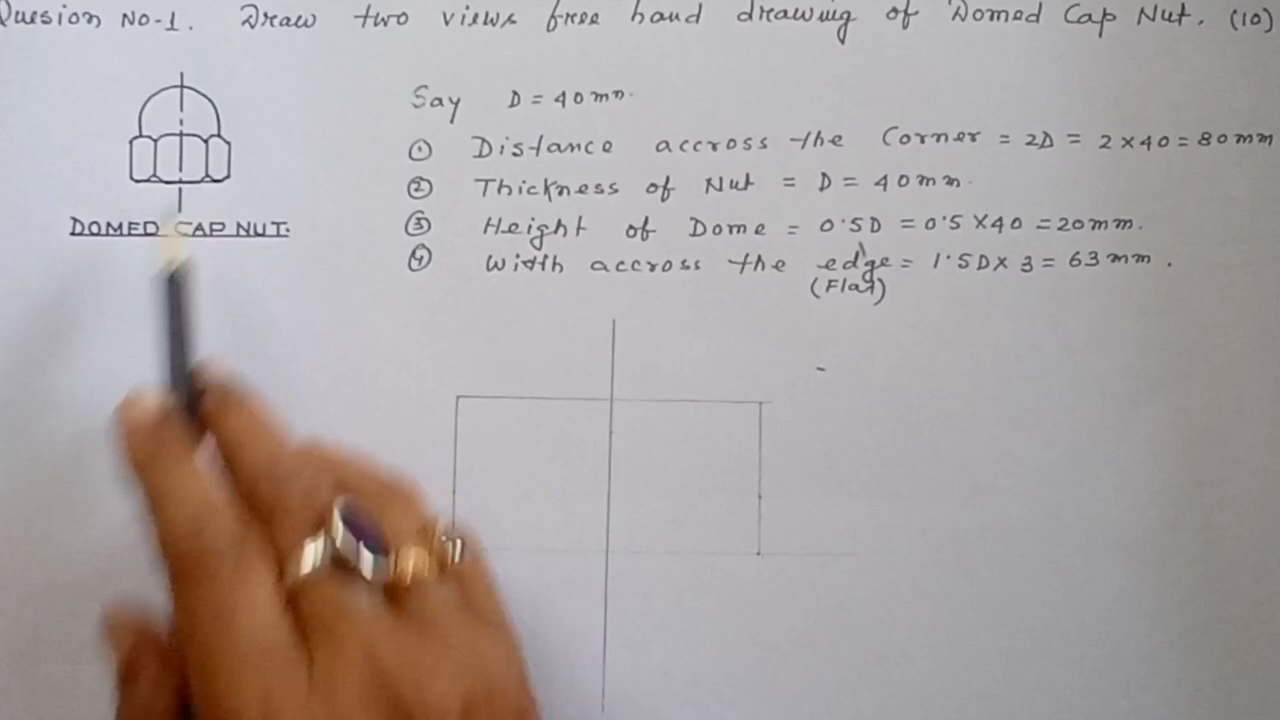 Quesion No-1. Draw two views free hand drawing of Domed Cap Nut. (10)
Say D = 40mm.
① Distance accross the Corner = 2D = 2×40 = 80mm
② Thickness of Nut = D = 40mm.
③ Height of Dome = 0.5D = 0.5×40 = 20mm.
④ Width accross the edge = 1.5D×3 = 63mm.
(Flat)
DOMED CAP NUT.